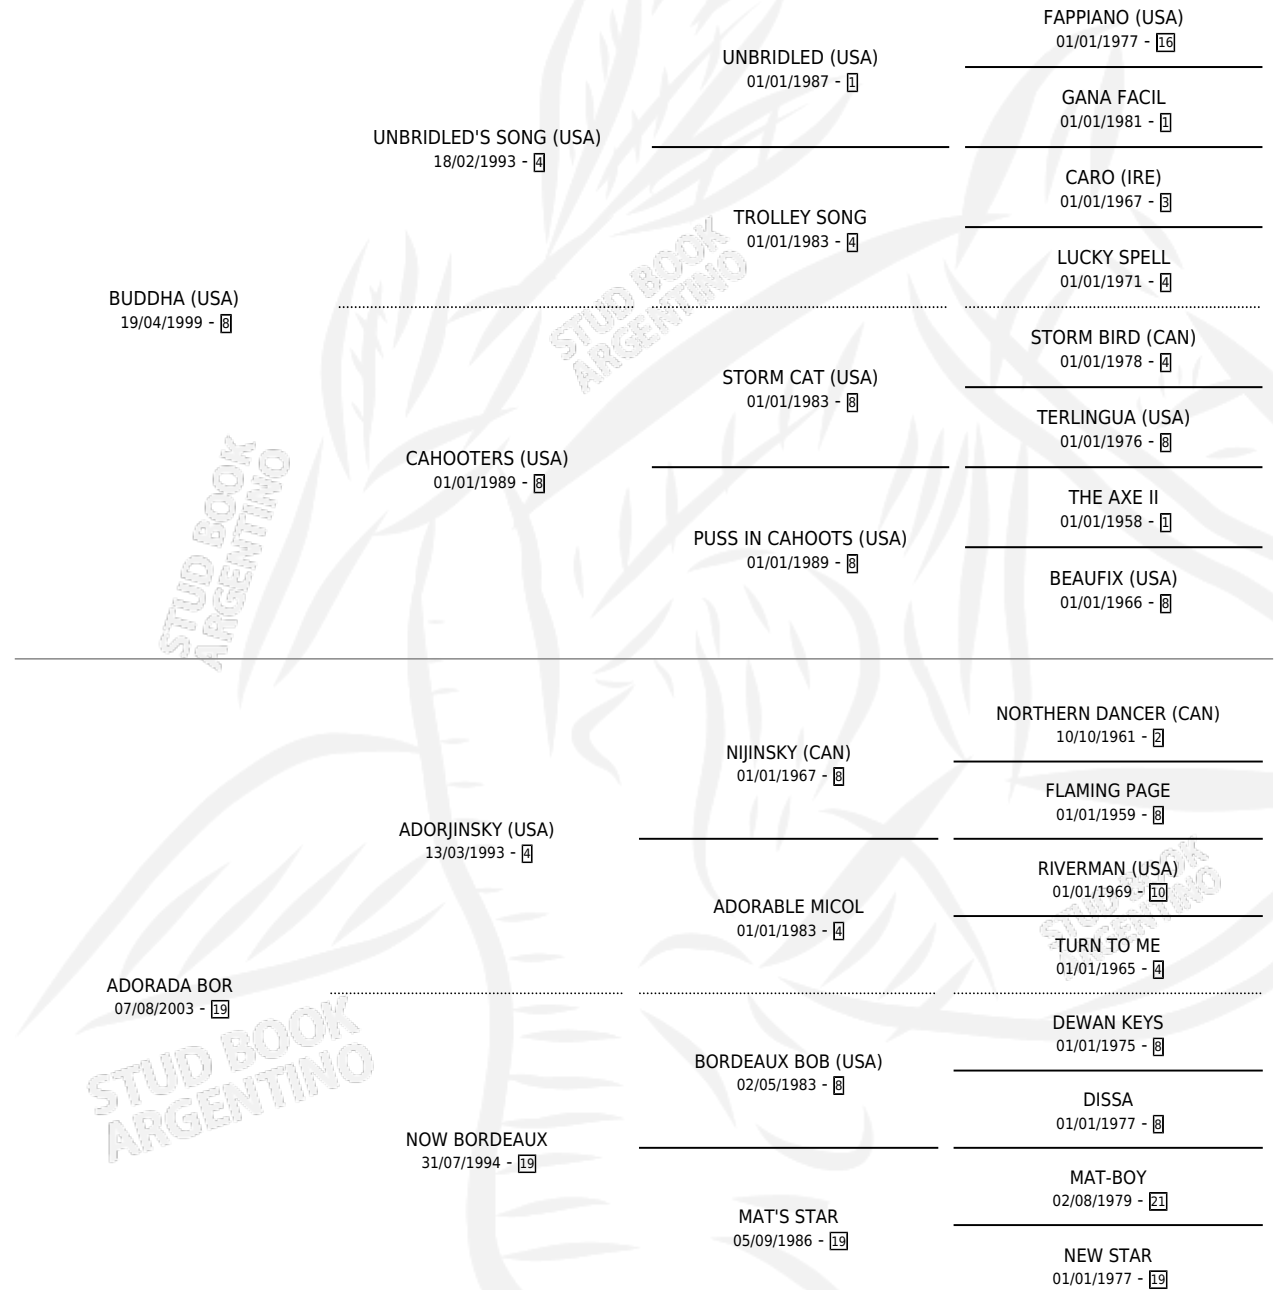 FAPPIANO (USA)
01/01/1977 - 16
UNBRIDLED (USA)
01/01/1987 - 1
GANA FACIL
01/01/1981 - 1
UNBRIDLED'S SONG (USA)
18/02/1993 - 4
CARO (IRE)
01/01/1967 - 3
TROLLEY SONG
01/01/1983 - 4
LUCKY SPELL
01/01/1971 - 4
BUDDHA (USA)
19/04/1999 - 8
STORM BIRD (CAN)
01/01/1978 - 4
STORM CAT (USA)
01/01/1983 - 8
TERLINGUA (USA)
01/01/1976 - 8
CAHOOTERS (USA)
01/01/1989 - 8
THE AXE II
01/01/1958 - 1
PUSS IN CAHOOTS (USA)
01/01/1989 - 8
BEAUFIX (USA)
01/01/1966 - 8
NORTHERN DANCER (CAN)
10/10/1961 - 2
NIJINSKY (CAN)
01/01/1967 - 8
FLAMING PAGE
01/01/1959 - 8
ADORJINSKY (USA)
13/03/1993 - 4
RIVERMAN (USA)
01/01/1969 - 10
ADORABLE MICOL
01/01/1983 - 4
TURN TO ME
01/01/1965 - 4
ADORADA BOR
07/08/2003 - 19
DEWAN KEYS
01/01/1975 - 8
BORDEAUX BOB (USA)
02/05/1983 - 8
DISSA
01/01/1977 - 8
NOW BORDEAUX
31/07/1994 - 19
MAT-BOY
02/08/1979 - 21
MAT'S STAR
05/09/1986 - 19
NEW STAR
01/01/1977 - 19
STUD BOOK
ARGENTINO
STUD BOOK
ARGENTINO
STUD BOOK
ARGENTINO
STUD BOOK
ARGENTINO